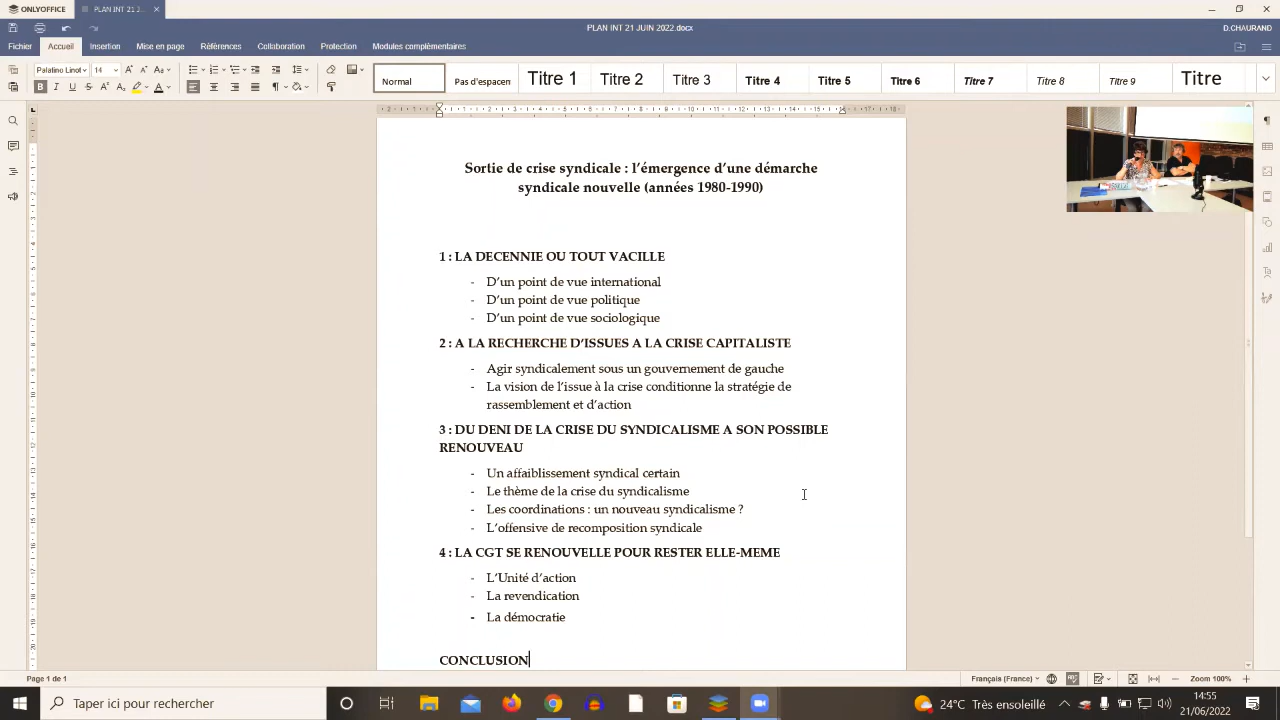 ONLYOFFICE
PLAN INT 21 J...
PLAN INT 21 JUIN 2022.docx
D.CHAURAND
Fichier Accueil Insertion Mise en page Références Collaboration Protection Modules complémentaires
Palatino Linot 14
Normal Pas d'espacem Titre 1 Titre 2 Titre 3 Titre 4 Titre 5 Titre 6 Titre 7 Titre 8 Titre 9 Titre
Sortie de crise syndicale : l’émergence d’une démarche
syndicale nouvelle (années 1980-1990)
1 : LA DECENNIE OU TOUT VACILLE
- D’un point de vue international
- D’un point de vue politique
- D’un point de vue sociologique
2 : A LA RECHERCHE D’ISSUES A LA CRISE CAPITALISTE
- Agir syndicalement sous un gouvernement de gauche
- La vision de l’issue à la crise conditionne la stratégie de
rassemblement et d’action
3 : DU DENI DE LA CRISE DU SYNDICALISME A SON POSSIBLE
RENOUVEAU
- Un affaiblissement syndical certain
- Le thème de la crise du syndicalisme
- Les coordinations : un nouveau syndicalisme ?
- L’offensive de recomposition syndicale
4 : LA CGT SE RENOUVELLE POUR RESTER ELLE-MEME
- L’Unité d’action
- La revendication
- La démocratie
CONCLUSION
Page 1 de 1
Français (France)
Zoom 100%
Taper ici pour rechercher
24°C Très ensoleillé
14:55
21/06/2022